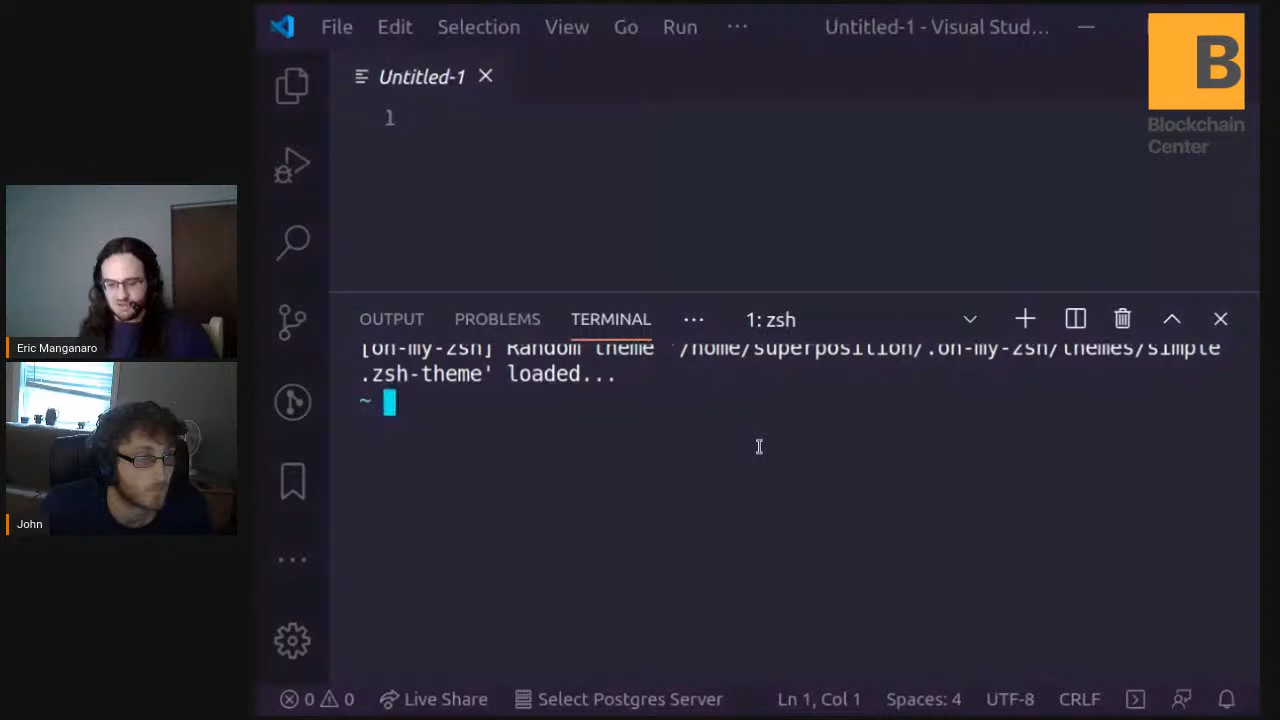 File Edit Selection View Go Run ··· Untitled-1 - Visual Stud...
B
Blockchain
Center
Untitled-1
1
Eric Manganaro
John
OUTPUT PROBLEMS TERMINAL ··· 1: zsh
[oh-my-zsh] Random theme '/home/superposition/.oh-my-zsh/themes/simple
.zsh-theme' loaded...
~
0 0 Live Share Select Postgres Server Ln 1, Col 1 Spaces: 4 UTF-8 CRLF